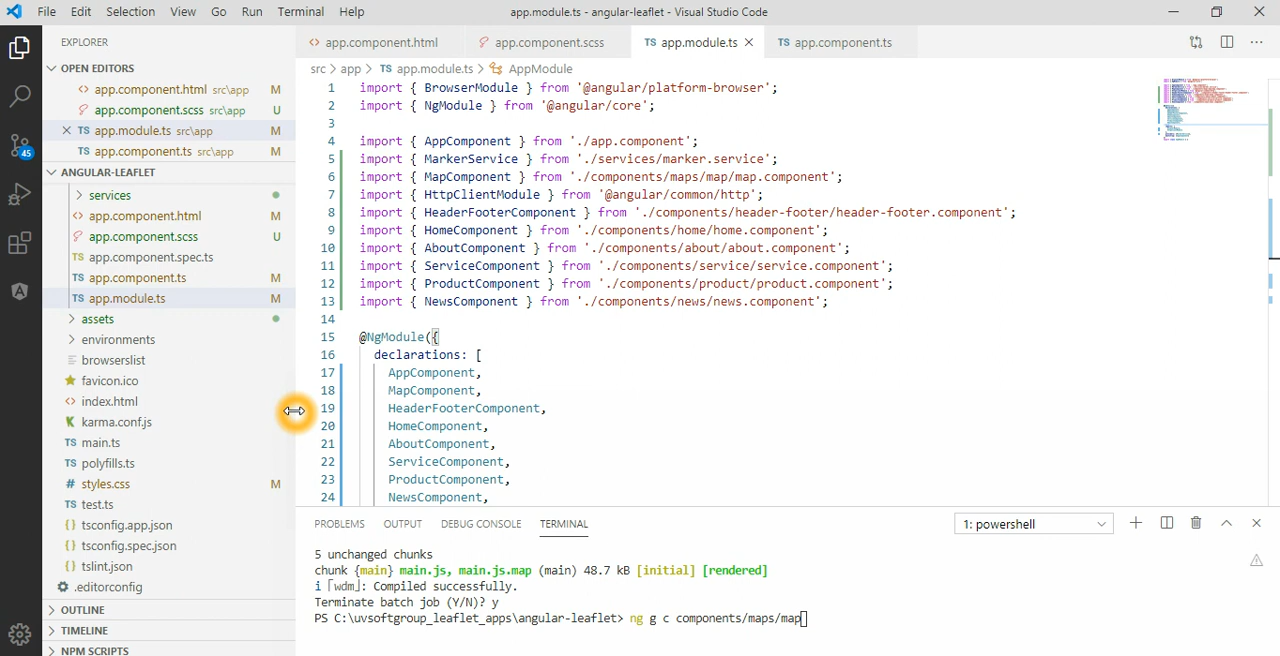 File Edit Selection View Go Run Terminal Help app.module.ts - angular-leaflet - Visual Studio Code
EXPLORER
OPEN EDITORS
app.component.html src\app M
app.component.scss src\app U
TS app.module.ts src\app M
TS app.component.ts src\app M
ANGULAR-LEAFLET
services
app.component.html M
app.component.scss U
TS app.component.spec.ts
TS app.component.ts M
TS app.module.ts M
assets
environments
browserslist
favicon.ico
index.html
karma.conf.js
TS main.ts
TS polyfills.ts
# styles.css M
TS test.ts
{} tsconfig.app.json
{} tsconfig.spec.json
{} tslint.json
.editorconfig
OUTLINE
TIMELINE
NPM SCRIPTS
45
<> app.component.html app.component.scss TS app.module.ts TS app.component.ts
src > app > TS app.module.ts > AppModule
1 import { BrowserModule } from '@angular/platform-browser';
2 import { NgModule } from '@angular/core';
3
4 import { AppComponent } from './app.component';
5 import { MarkerService } from './services/marker.service';
6 import { MapComponent } from './components/maps/map/map.component';
7 import { HttpClientModule } from '@angular/common/http';
8 import { HeaderFooterComponent } from './components/header-footer/header-footer.component';
9 import { HomeComponent } from './components/home/home.component';
10 import { AboutComponent } from './components/about/about.component';
11 import { ServiceComponent } from './components/service/service.component';
12 import { ProductComponent } from './components/product/product.component';
13 import { NewsComponent } from './components/news/news.component';
14
15 @NgModule({
16 declarations: [
17 AppComponent,
18 MapComponent,
19 HeaderFooterComponent,
20 HomeComponent,
21 AboutComponent,
22 ServiceComponent,
23 ProductComponent,
24 NewsComponent,
PROBLEMS OUTPUT DEBUG CONSOLE TERMINAL 1: powershell
5 unchanged chunks
chunk {main} main.js, main.js.map (main) 48.7 kB [initial] [rendered]
i ｢wdm｣: Compiled successfully.
Terminate batch job (Y/N)? y
PS C:\uvsoftgroup_leaflet_apps\angular-leaflet> ng g c components/maps/map